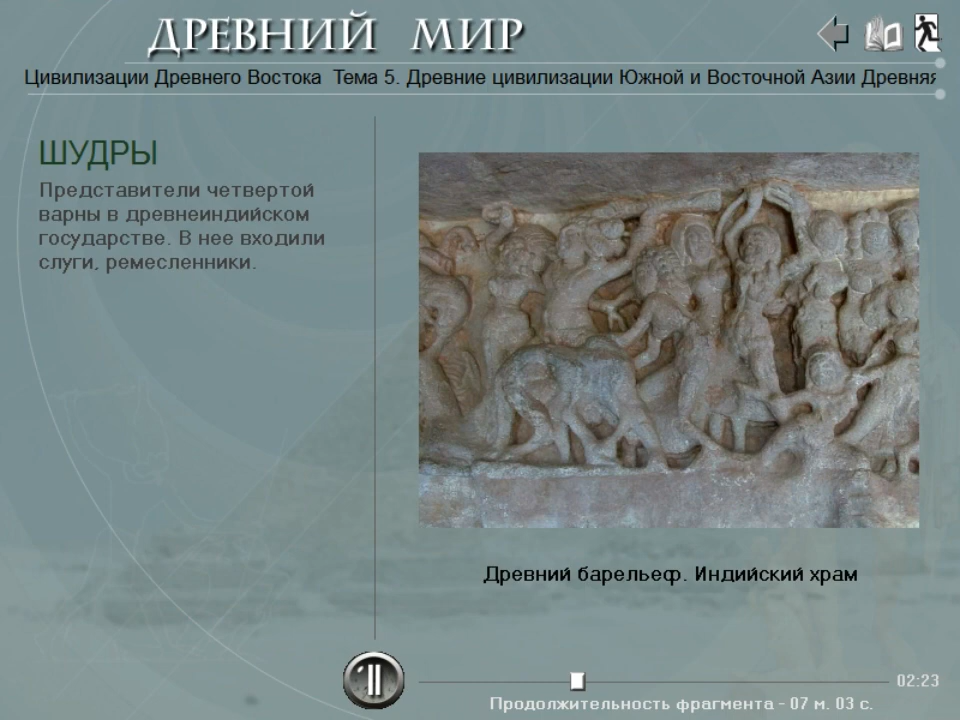 ДРЕВНИЙ МИР
Цивилизации Древнего Востока Тема 5. Древние цивилизации Южной и Восточной Азии Древняя
ШУДРЫ
Представители четвертой
варны в древнеиндийском
государстве. В нее входили
слуги, ремесленники.
Древний барельеф. Индийский храм
02:23
Продолжительность фрагмента - 07 м. 03 с.